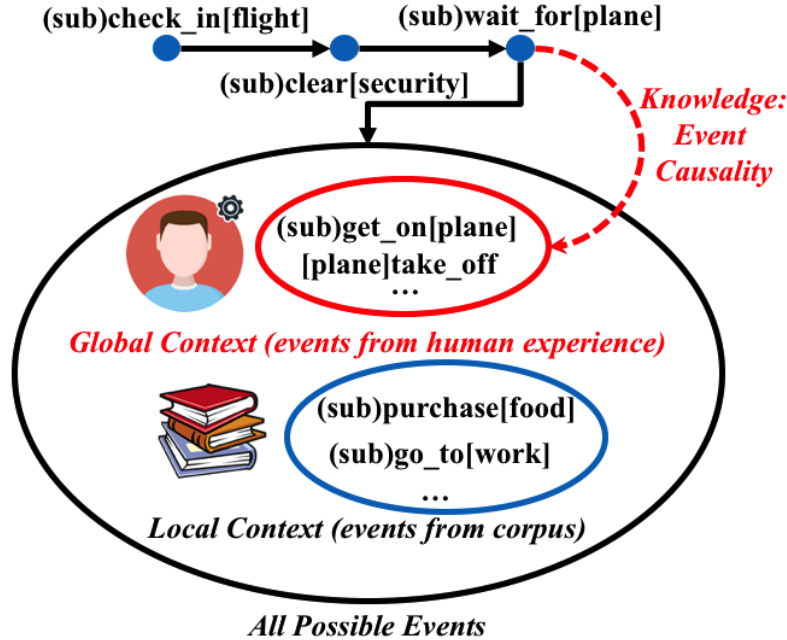 (sub)check_in[flight]
(sub)wait_for[plane]
(sub)clear[security]
Knowledge:
Event
Causality
(sub)get_on[plane]
[plane]take_off
...
Global Context (events from human experience)
(sub)purchase[food]
(sub)go_to[work]
...
Local Context (events from corpus)
All Possible Events